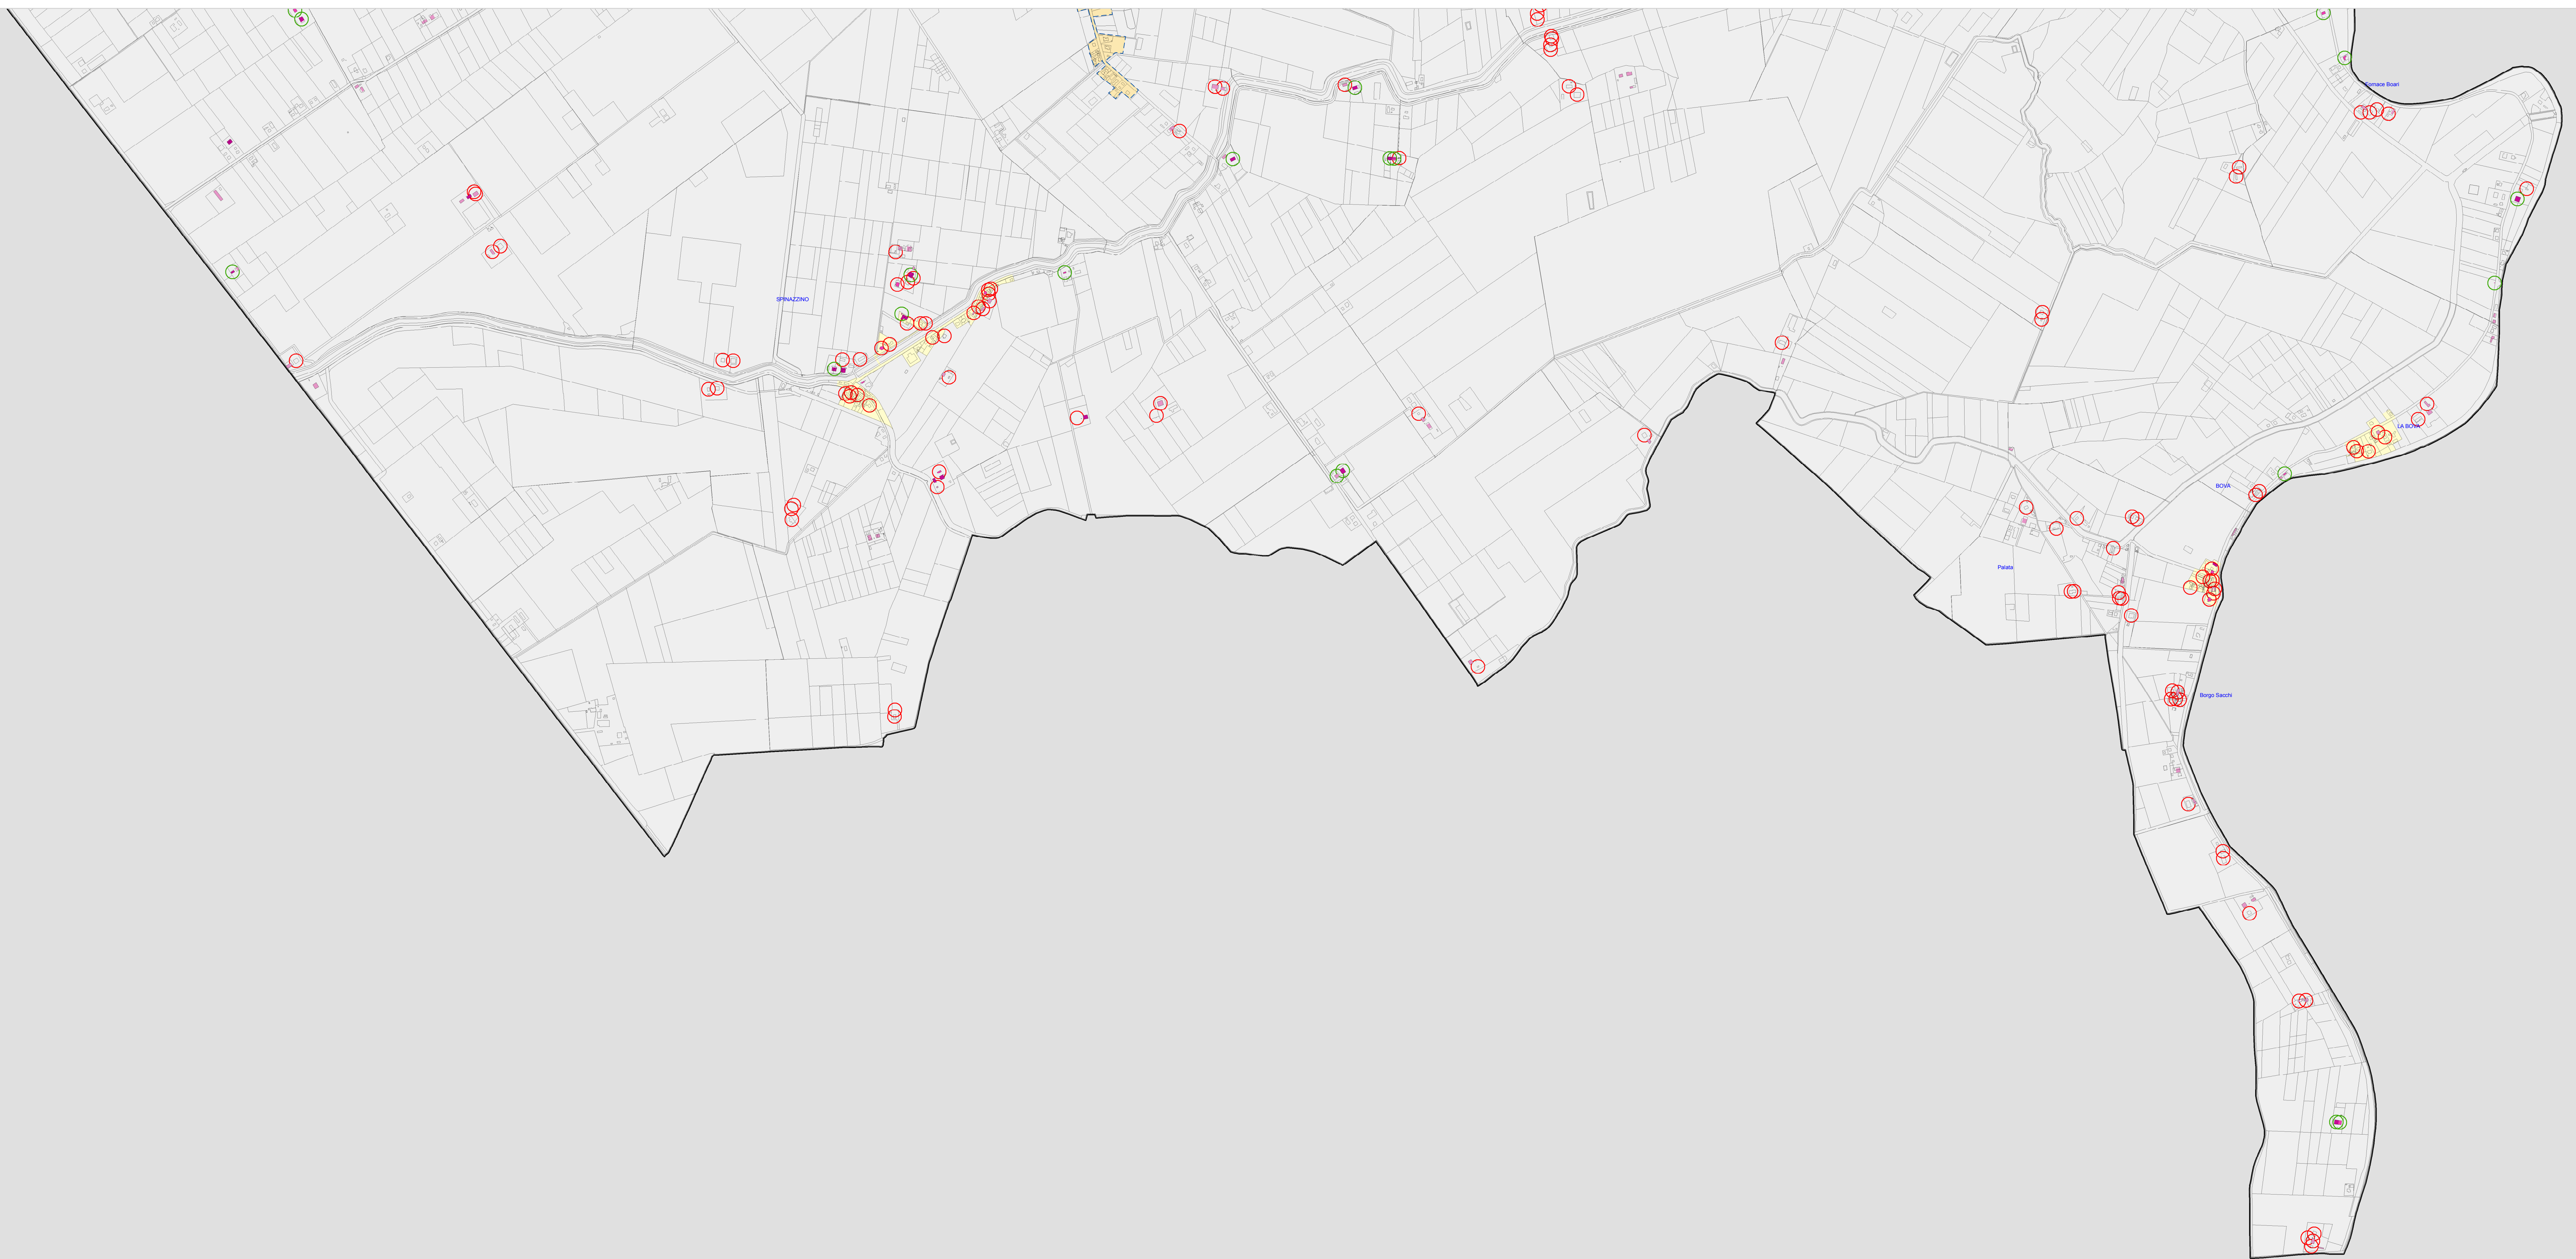 Fornace Boari
SPINAZZINO
LA BOVA
BOVA
Palata
Borgo Sacchi